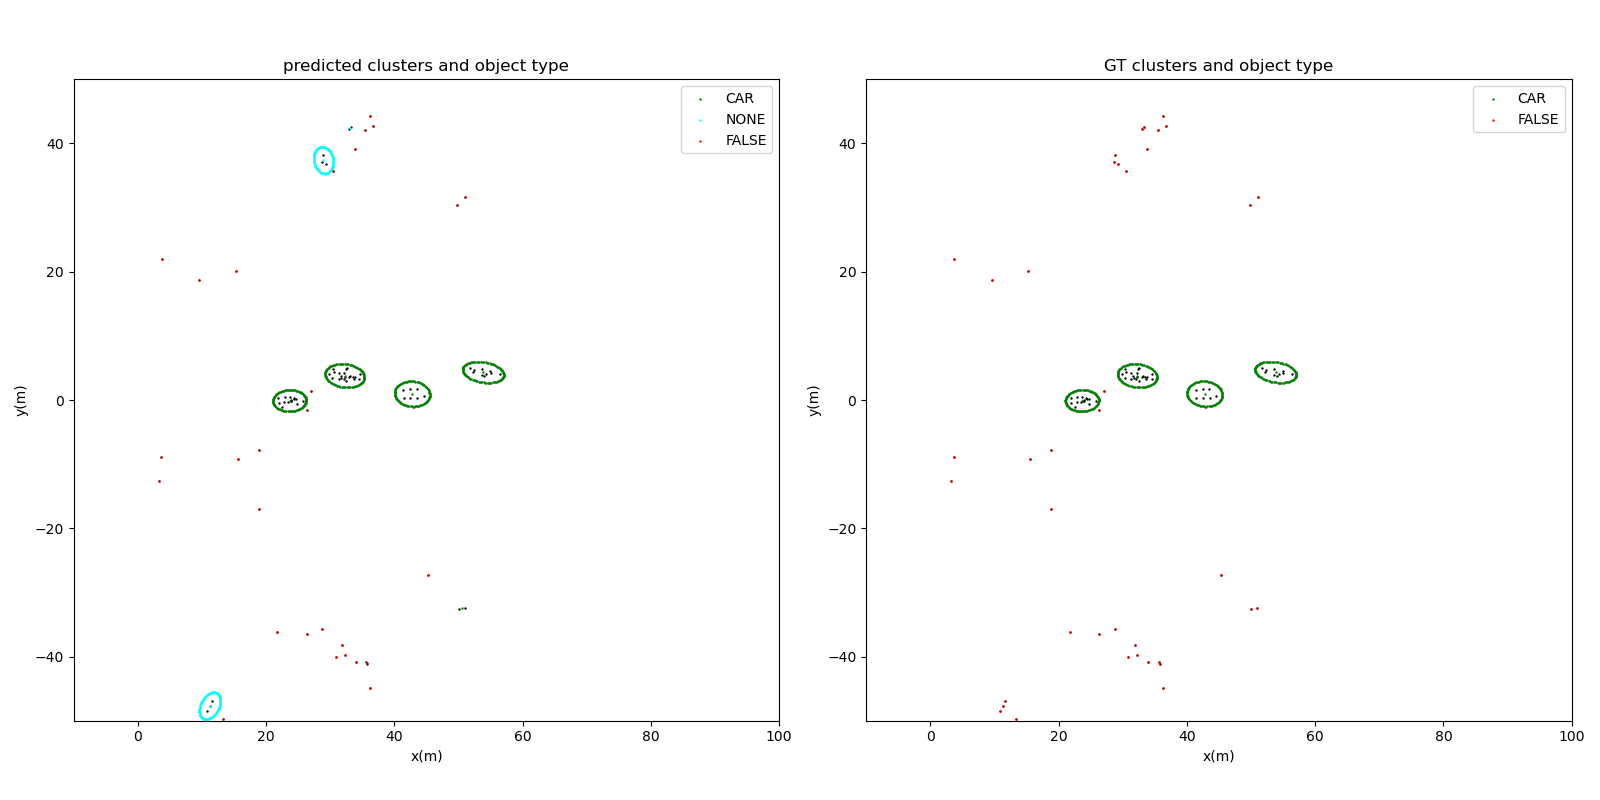 predicted clusters and object type
CAR
NONE
FALSE
40
20
0
−20
−40
y(m)
0 20 40 60 80 100
x(m)
GT clusters and object type
CAR
FALSE
40
20
0
−20
−40
y(m)
0 20 40 60 80 100
x(m)